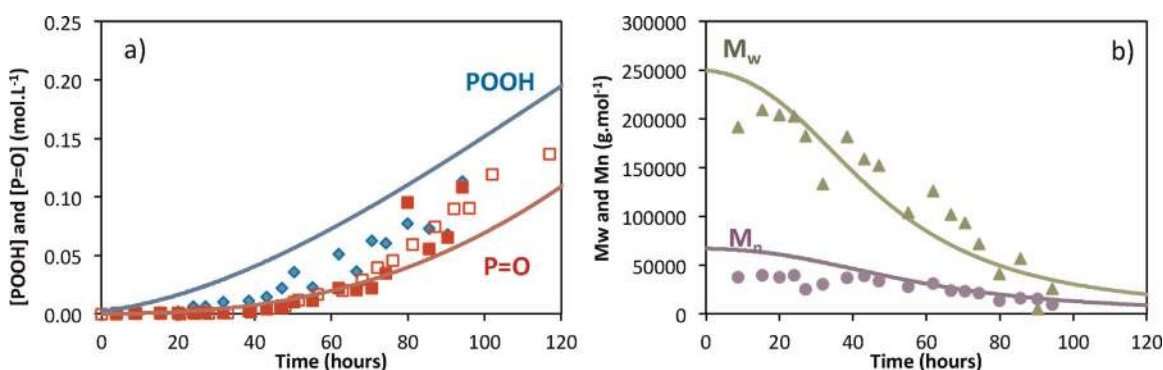 a)
[POOH] and [P=O] (mol.L⁻¹)
0.25
0.20
0.15
0.10
0.05
0.00
POOH
P=O
0 20 40 60 80 100 120
Time (hours)
b)
Mw and Mn (g.mol⁻¹)
300000
250000
200000
150000
100000
50000
0
Mw
Mn
0 20 40 60 80 100 120
Time (hours)